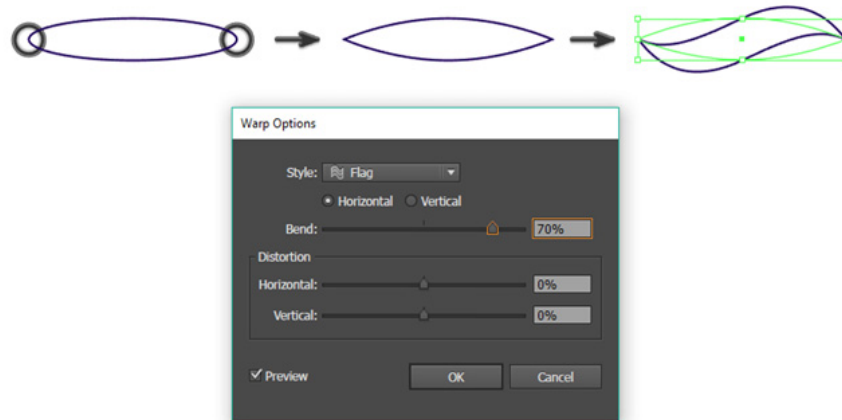 Warp Options
Style: Flag
Horizontal Vertical
Bend: 70%
Distortion
Horizontal: 0%
Vertical: 0%
Preview OK Cancel